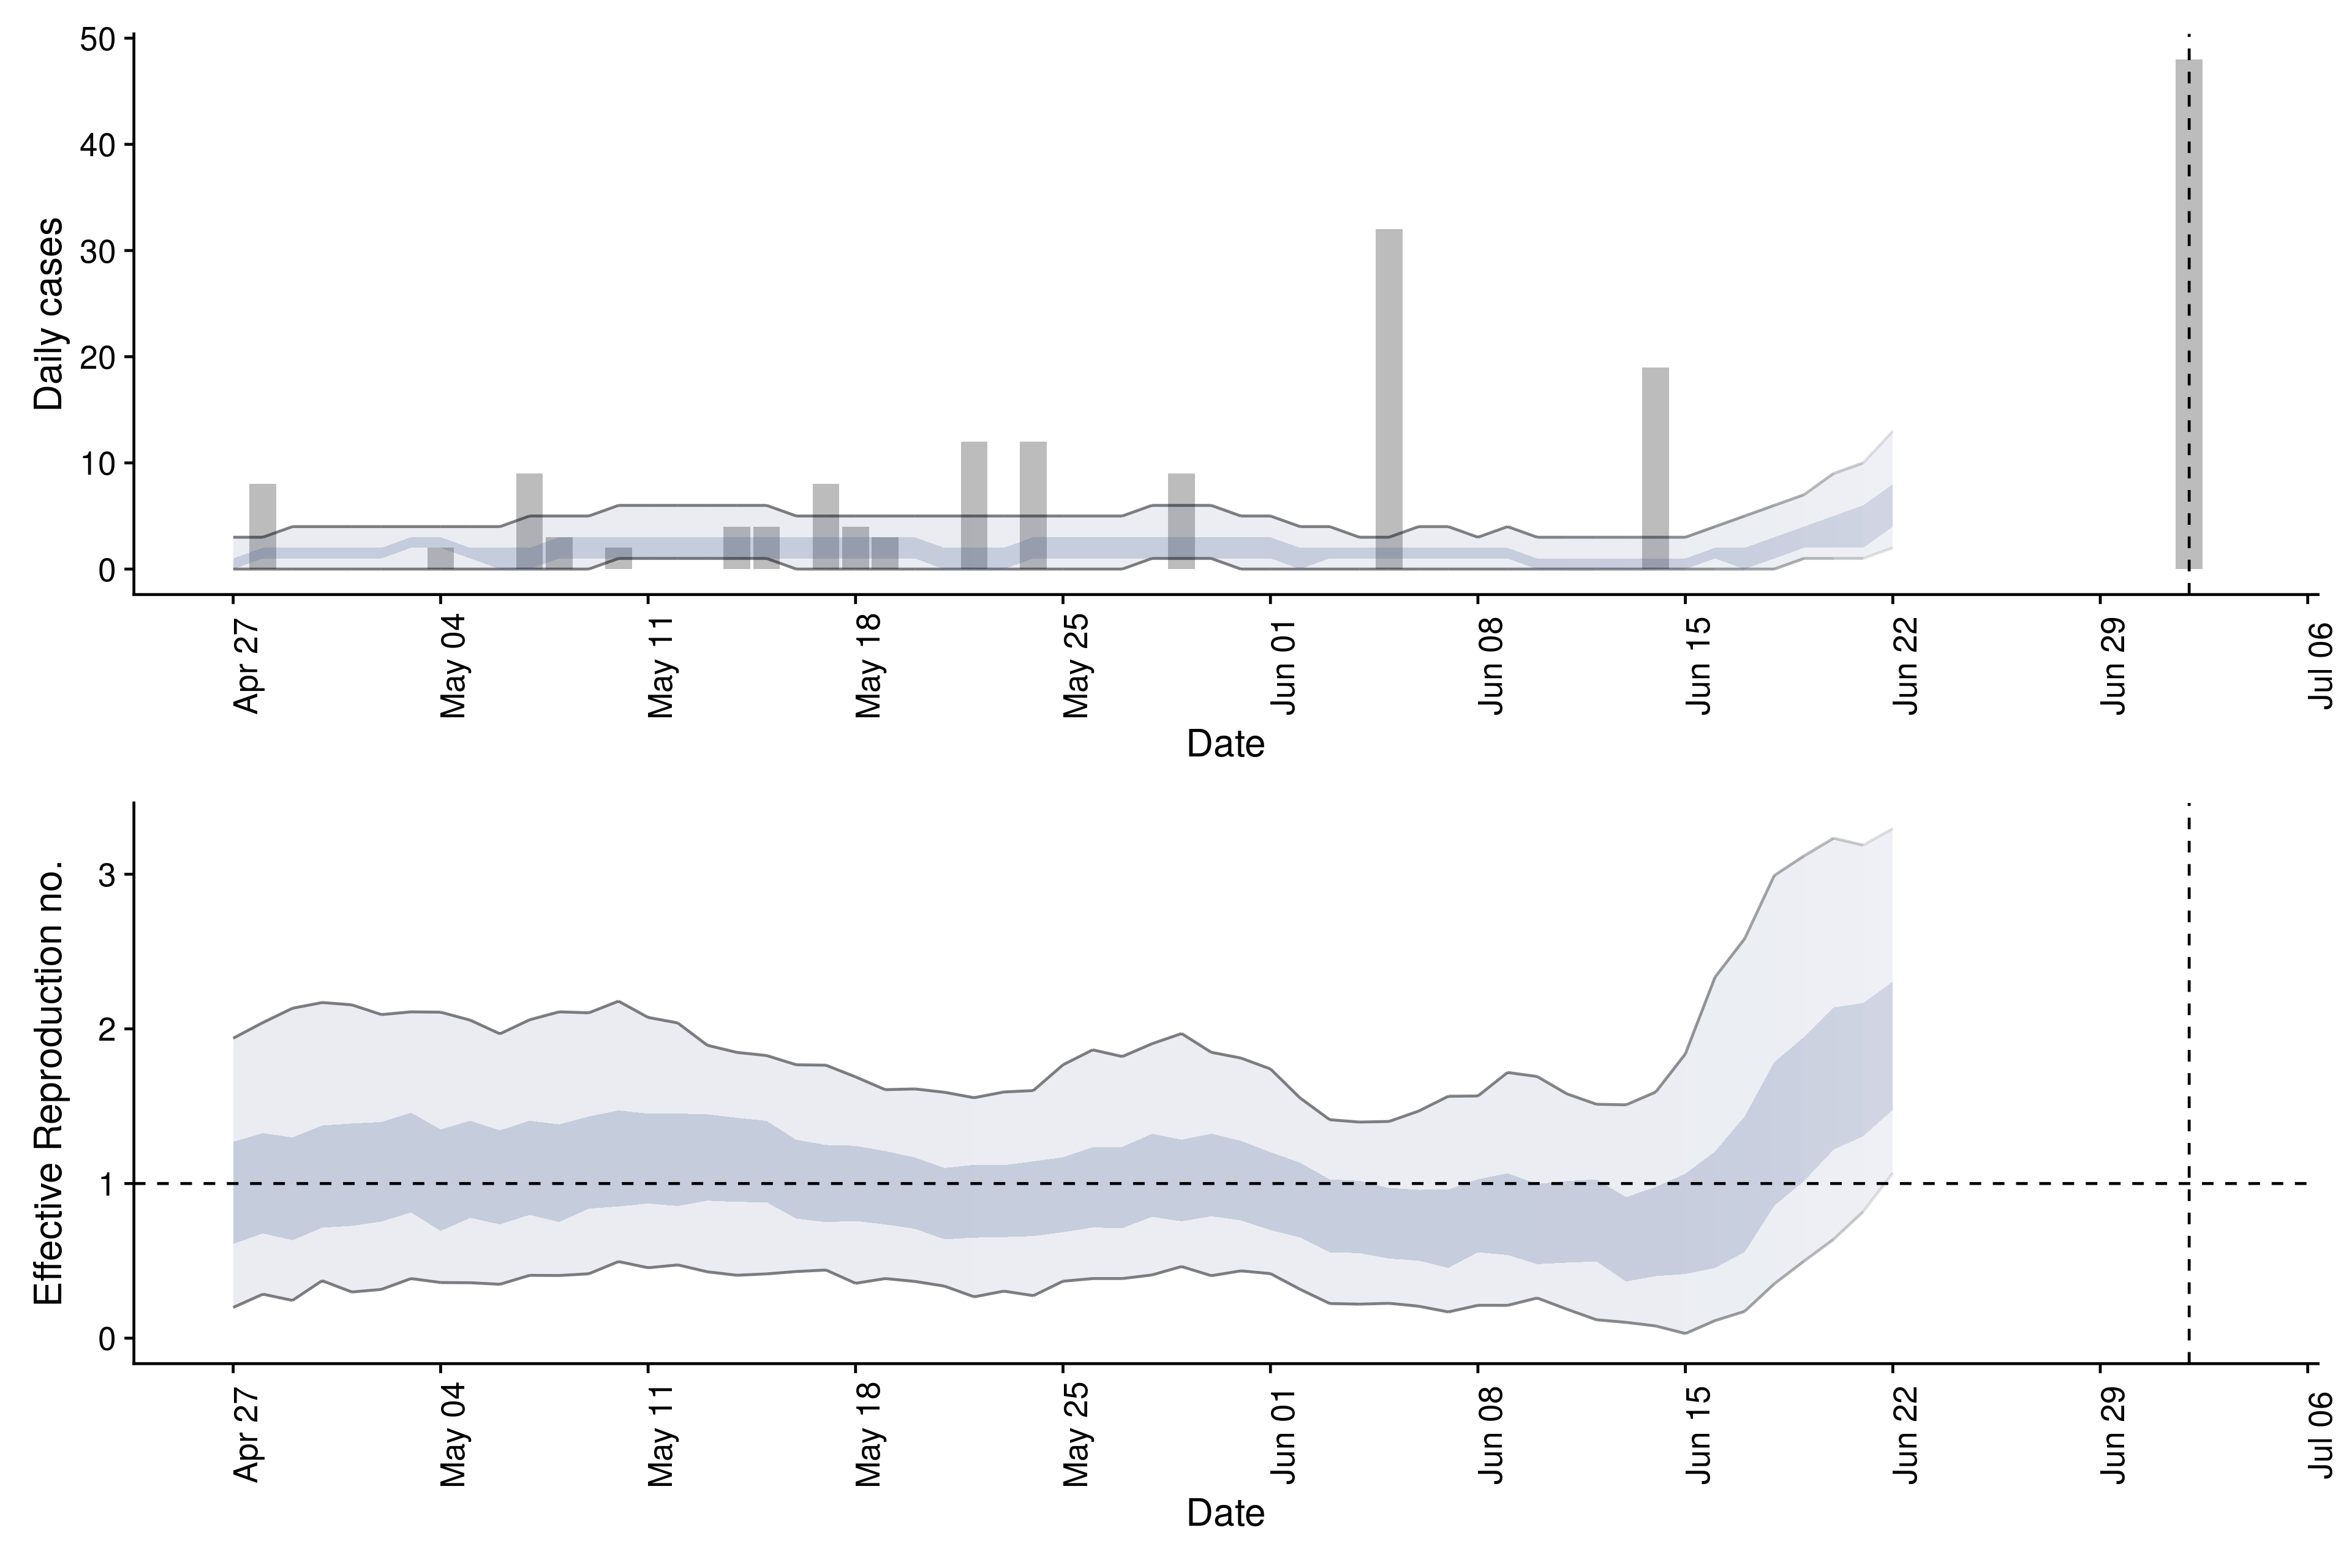 Daily cases
50
40
30
20
10
0
Apr 27
May 04
May 11
May 18
May 25
Jun 01
Jun 08
Jun 15
Jun 22
Jun 29
Jul 06
Date
Effective Reproduction no.
3
2
1
0
Apr 27
May 04
May 11
May 18
May 25
Jun 01
Jun 08
Jun 15
Jun 22
Jun 29
Jul 06
Date